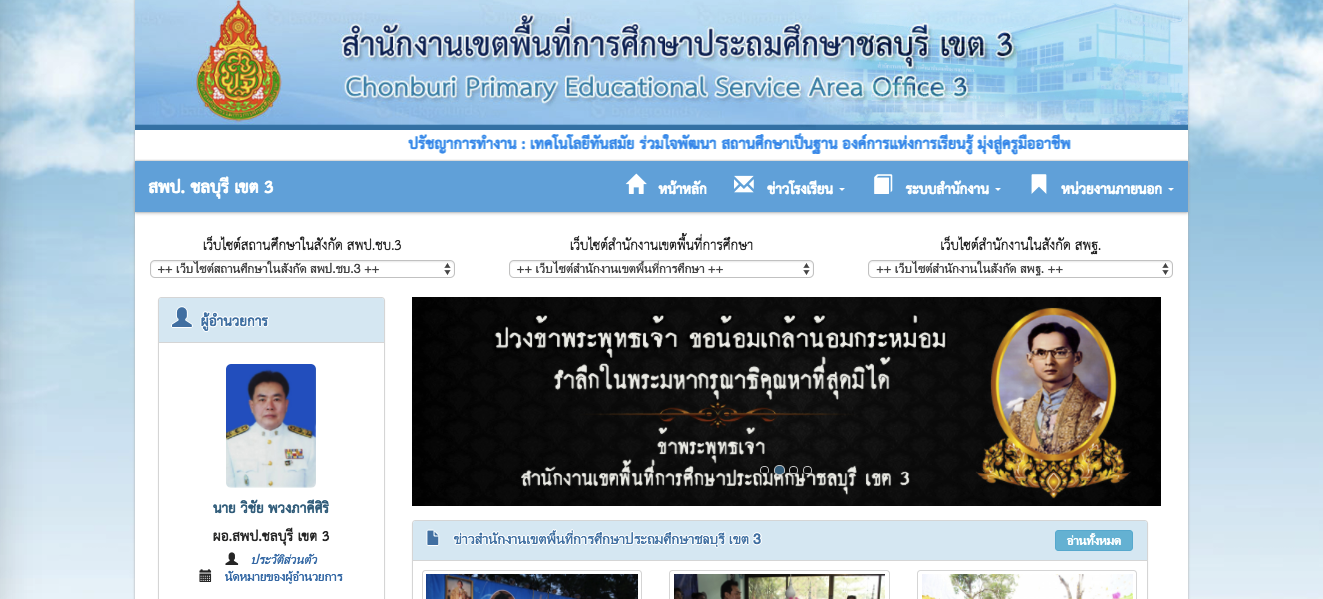 สำนักงานเขตพื้นที่การศึกษาประถมศึกษาชลบุรี เขต 3
Chonburi Primary Educational Service Area Office 3
ปรัชญาการทำงาน : เทคโนโลยีทันสมัย ร่วมใจพัฒนา สถานศึกษาเป็นฐาน องค์การแห่งการเรียนรู้ มุ่งสู่ครูมืออาชีพ
สพป. ชลบุรี เขต 3 หน้าหลัก ข่าวโรงเรียน ระบบสำนักงาน หน่วยงานภายนอก
เว็บไซต์สถานศึกษาในสังกัด สพป.ชบ.3 เว็บไซต์สำนักงานเขตพื้นที่การศึกษา เว็บไซต์สำนักงานในสังกัด สพฐ.
++ เว็บไซต์สถานศึกษาในสังกัด สพป.ชบ.3 ++ ++ เว็บไซต์สำนักงานเขตพื้นที่การศึกษา ++ ++ เว็บไซต์สำนักงานในสังกัด สพฐ. ++
ผู้อำนวยการ
นาย วิชัย พวงภาคีศิริ
ผอ.สพป.ชลบุรี เขต 3
ประวัติส่วนตัว
นัดหมายของผู้อำนวยการ
ปวงข้าพระพุทธเจ้า ขอน้อมเกล้าน้อมกระหม่อม
รำลึกในพระมหากรุณาธิคุณหาที่สุดมิได้
ข้าพระพุทธเจ้า
สำนักงานเขตพื้นที่การศึกษาประถมศึกษาชลบุรี เขต 3
ข่าวสำนักงานเขตพื้นที่การศึกษาประถมศึกษาชลบุรี เขต 3 อ่านทั้งหมด